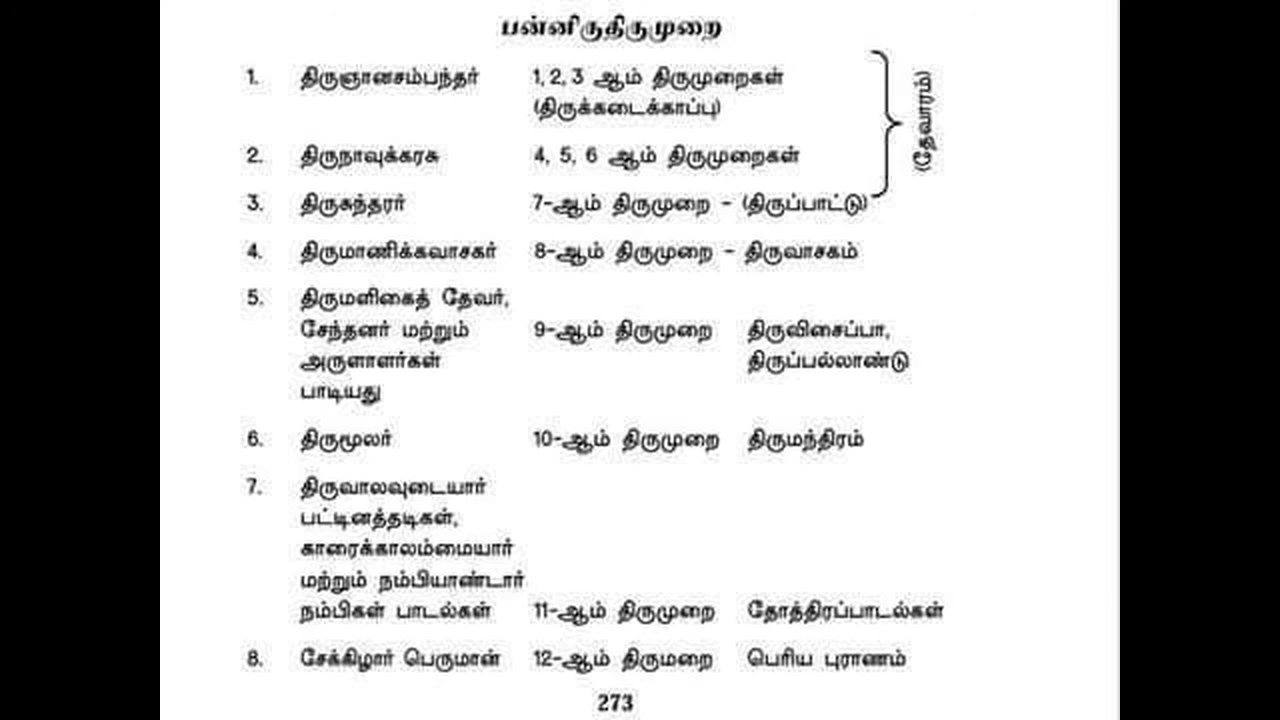 பன்னிருதிருமுறை
1. திருஞானசம்பந்தர் 1, 2, 3 ஆம் திருமுறைகள்
(திருக்கடைக்காப்பு)
2. திருநாவுக்கரசு 4, 5, 6 ஆம் திருமுறைகள்
(தேவாரம்)
3. திருசுந்தரர் 7-ஆம் திருமுறை - (திருப்பாட்டு)
4. திருமாணிக்கவாசகர் 8-ஆம் திருமுறை - திருவாசகம்
5. திருமளிகைத் தேவர்,
சேந்தனர் மற்றும் 9-ஆம் திருமுறை திருவிசைப்பா,
அருளாளர்கள் திருப்பல்லாண்டு
பாடியது
6. திருமூலர் 10-ஆம் திருமுறை திருமந்திரம்
7. திருவாலவுடையார்
பட்டினத்தடிகள்,
காரைக்காலம்மையார்
மற்றும் நம்பியாண்டார்
நம்பிகள் பாடல்கள் 11-ஆம் திருமுறை தோத்திரப்பாடல்கள்
8. சேக்கிழார் பெருமான் 12-ஆம் திருமறை பெரிய புராணம்
273